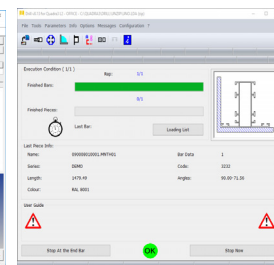 File Tools Parameters Info Options Messages Configuration ?
Execution Condition ( 1/1 )
Rep: 1/1
Finished Bars:
0/1
Finished Pieces:
Last Bar:
Loading List
Last Piece Info:
Name:
Bar Data 1
Series: DEMO
Code: 3232
Length: 1479.49
Angles: 90.00-71.56
Colour: RAL 9001
User Guide
Stop At the End Bar
OK
Stop Now